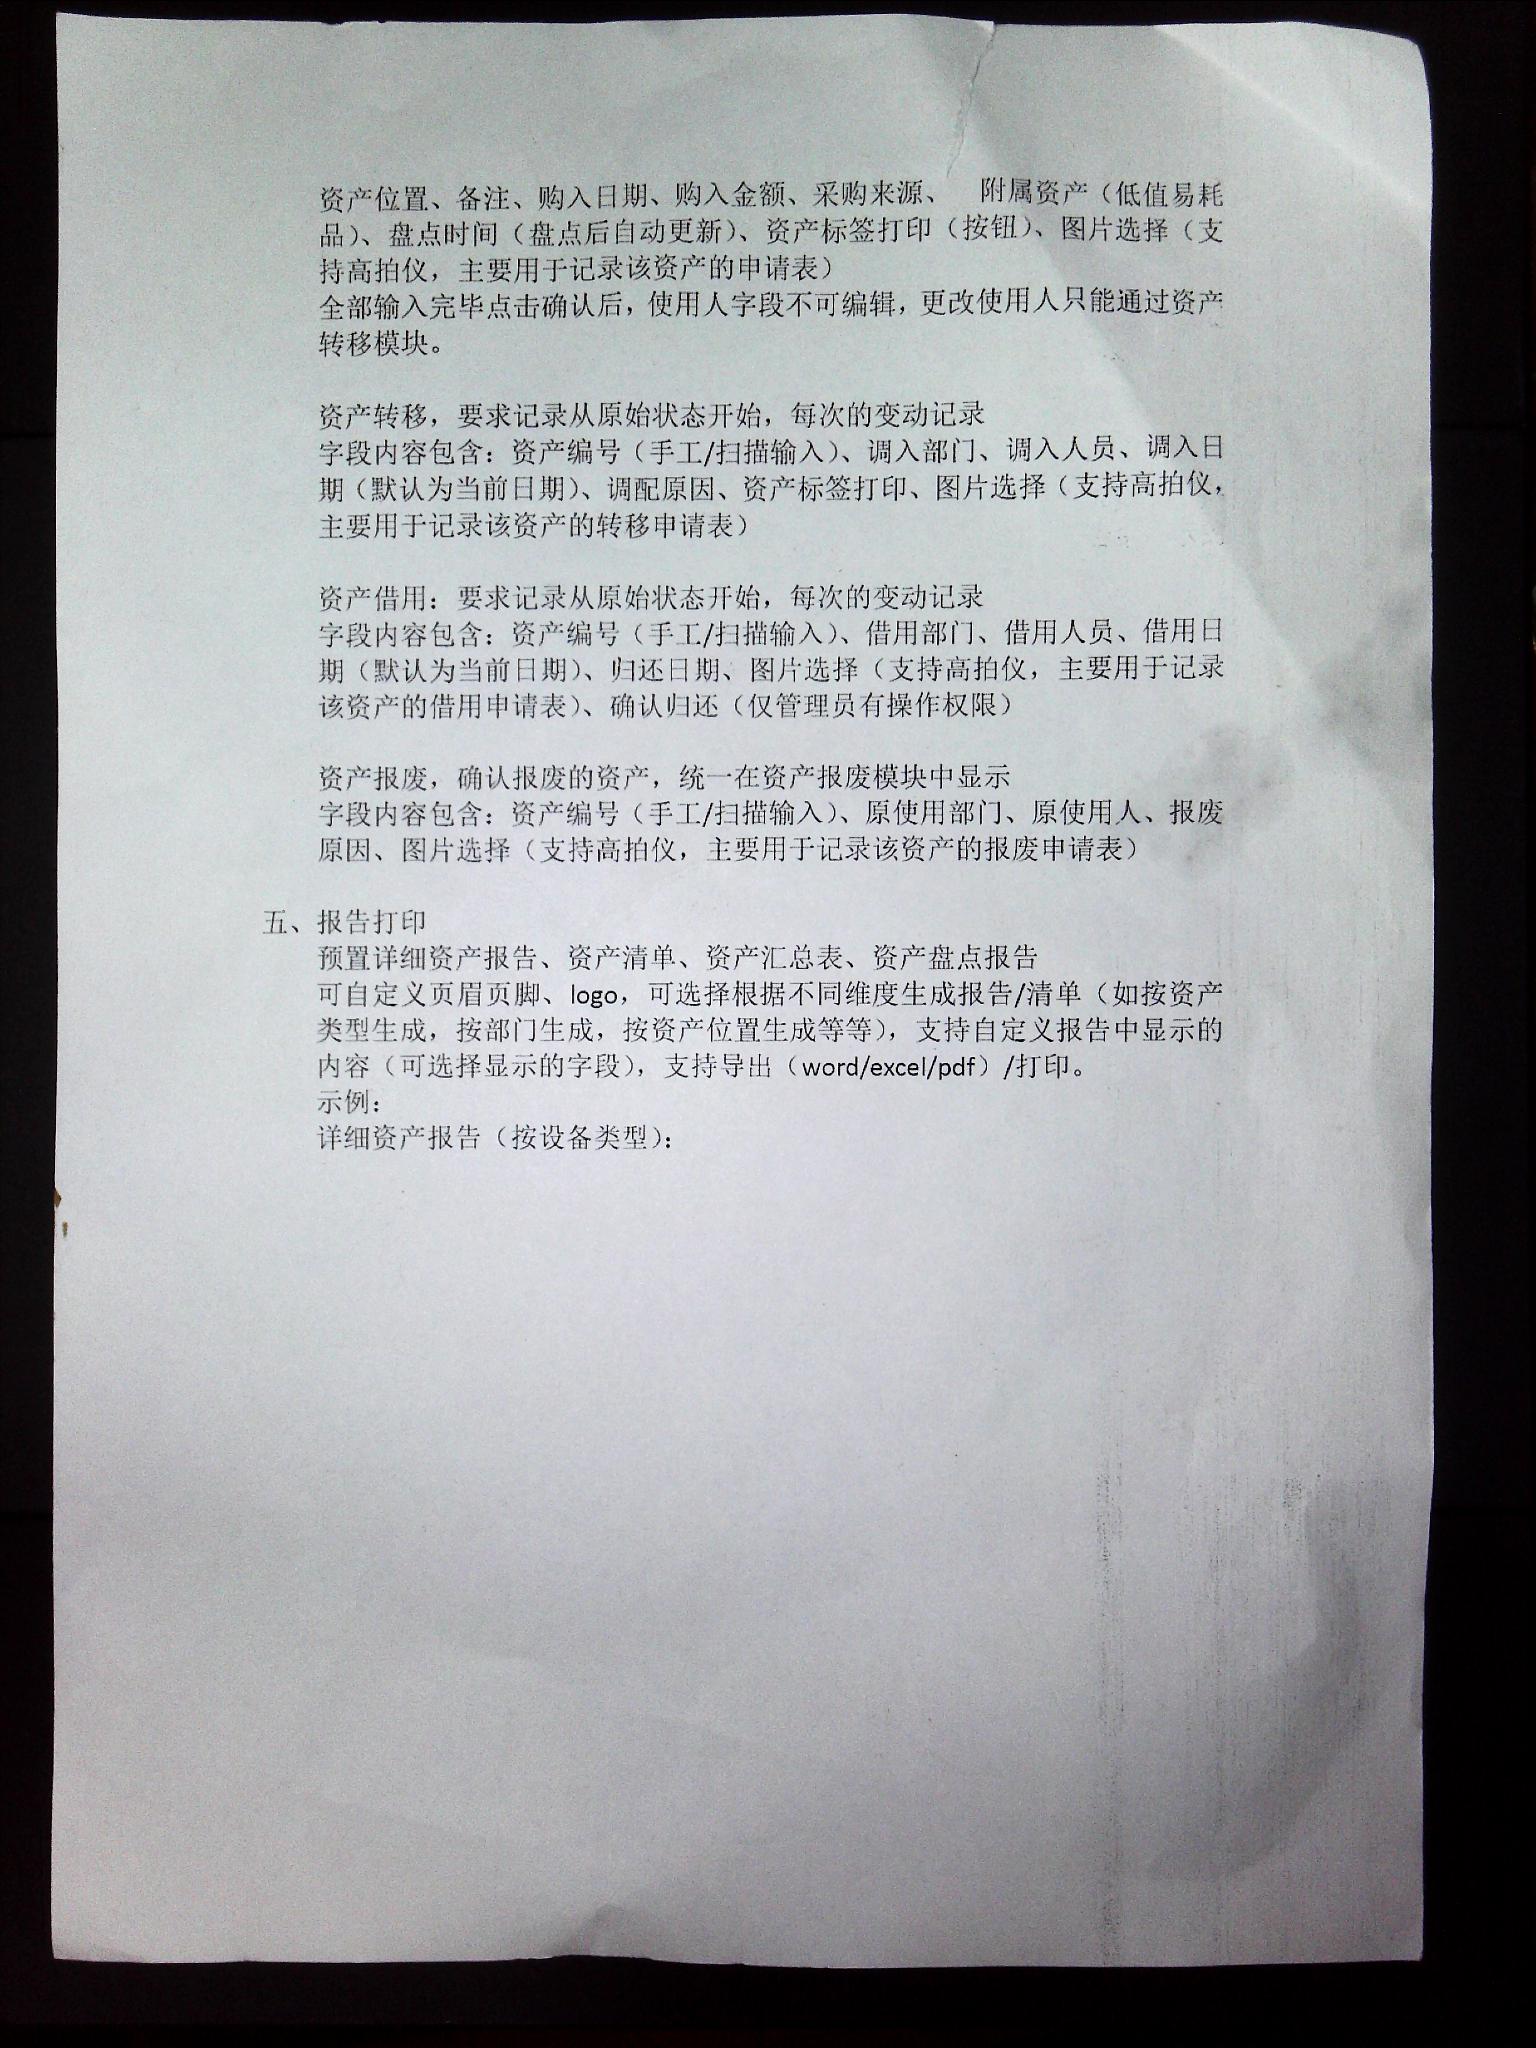 资产位置、备注、购入日期、购入金额、采购来源、 附属资产（低值易耗
品）、盘点时间（盘点后自动更新）、资产标签打印（按钮）、图片选择（支
持高拍仪，主要用于记录该资产的申请表）
全部输入完毕点击确认后，使用人字段不可编辑，更改使用人只能通过资产
转移模块。
资产转移，要求记录从原始状态开始，每次的变动记录
字段内容包含：资产编号（手工/扫描输入）、调入部门、调入人员、调入日
期（默认为当前日期）、调配原因、资产标签打印、图片选择（支持高拍仪，
主要用于记录该资产的转移申请表）
资产借用：要求记录从原始状态开始，每次的变动记录
字段内容包含：资产编号（手工/扫描输入）、借用部门、借用人员、借用日
期（默认为当前日期）、归还日期、图片选择（支持高拍仪，主要用于记录
该资产的借用申请表）、确认归还（仅管理员有操作权限）
资产报废，确认报废的资产，统一在资产报废模块中显示
字段内容包含：资产编号（手工/扫描输入）、原使用部门、原使用人、报废
原因、图片选择（支持高拍仪，主要用于记录该资产的报废申请表）
五、报告打印
预置详细资产报告、资产清单、资产汇总表、资产盘点报告
可自定义页眉页脚、logo，可选择根据不同维度生成报告/清单（如按资产
类型生成，按部门生成，按资产位置生成等等），支持自定义报告中显示的
内容（可选择显示的字段），支持导出（word/excel/pdf）/打印。
示例：
详细资产报告（按设备类型）：